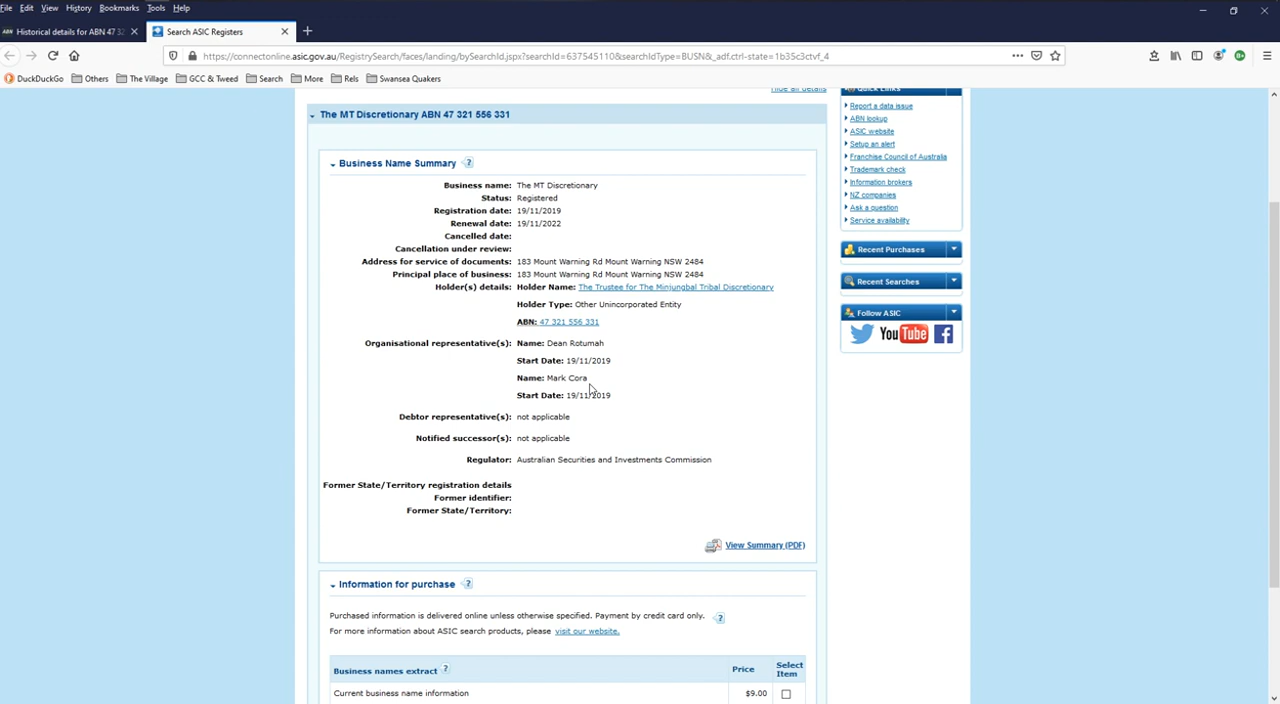 File Edit View History Bookmarks Tools Help
Historical details for ABN 47 32
Search ASIC Registers
https://connectonline.asic.gov.au/RegistrySearch/faces/landing/bySearchId.jspx?searchId=637545110&searchIdType=BUSN&_adf.ctrl-state=1b35c3ctvf_4
DuckDuckGo Others The Village GCC & Tweed Search More Rels Swansea Quakers
Hide all details
The MT Discretionary ABN 47 321 556 331
Business Name Summary ?
Business name: The MT Discretionary
Status: Registered
Registration date: 19/11/2019
Renewal date: 19/11/2022
Cancelled date:
Cancellation under review:
Address for service of documents: 183 Mount Warning Rd Mount Warning NSW 2484
Principal place of business: 183 Mount Warning Rd Mount Warning NSW 2484
Holder(s) details: Holder Name: The Trustee for The Minjungbal Tribal Discretionary
Holder Type: Other Unincorporated Entity
ABN: 47 321 556 331
Organisational representative(s): Name: Dean Rotumah
Start Date: 19/11/2019
Name: Mark Cora
Start Date: 19/11/2019
Debtor representative(s): not applicable
Notified successor(s): not applicable
Regulator: Australian Securities and Investments Commission
Former State/Territory registration details
Former identifier:
Former State/Territory:
View Summary (PDF)
Information for purchase ?
Purchased information is delivered online unless otherwise specified. Payment by credit card only. ?
For more information about ASIC search products, please visit our website.
Business names extract ? Price Select Item
Current business name information $9.00
Quick Links
Report a data issue
ABN lookup
ASIC website
Setup an alert
Franchise Council of Australia
Trademark check
Information brokers
NZ companies
Ask a question
Service availability
Recent Purchases
Recent Searches
Follow ASIC
YouTube